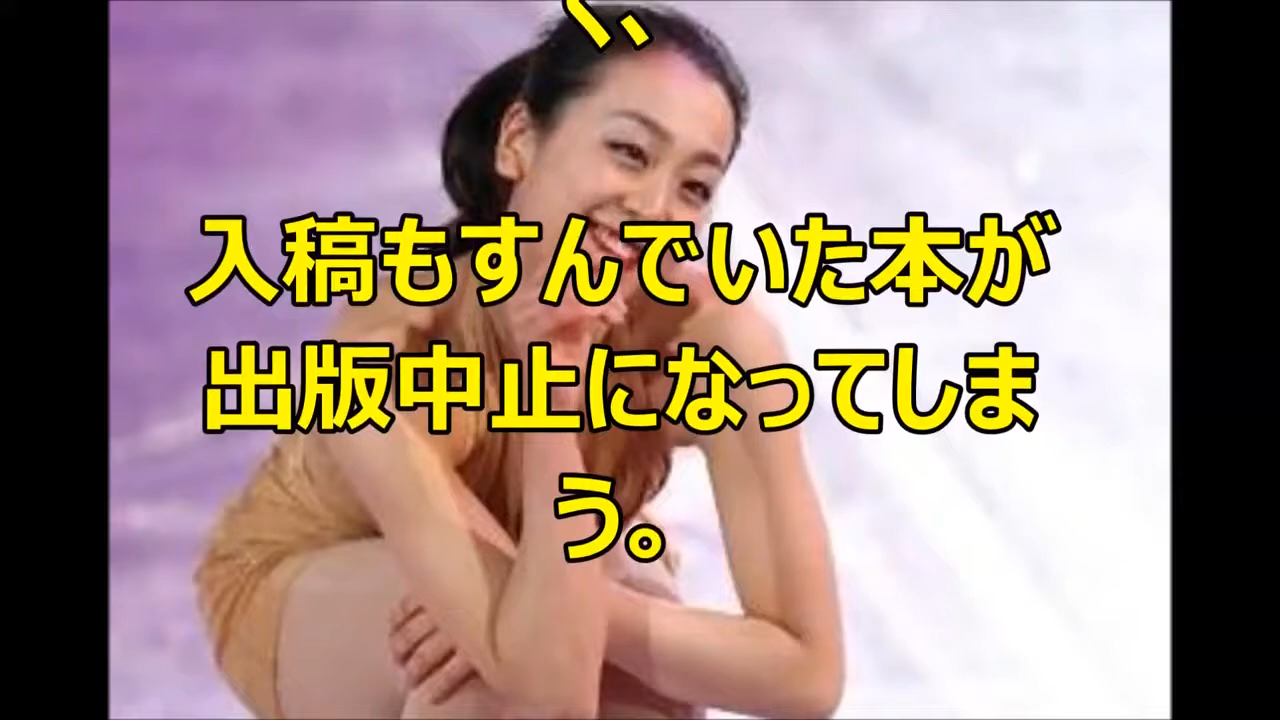 く、
入稿もすんでいた本が
出版中止になってしま
う。